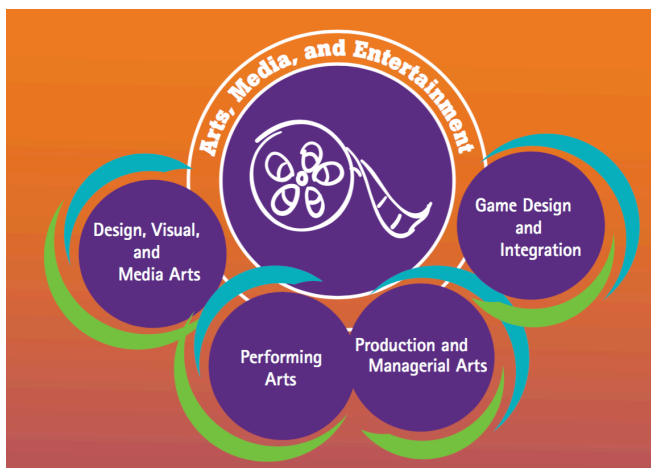 Arts, Media, and Entertainment
Design, Visual,
and
Media Arts
Performing
Arts
Production and
Managerial Arts
Game Design
and
Integration